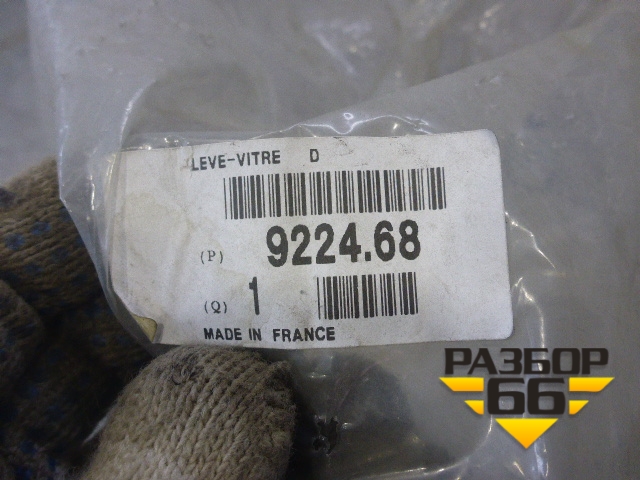 LEVE-VITRE D
(P) 9224.68
(Q) 1
MADE IN FRANCE
РАЗБОР
66